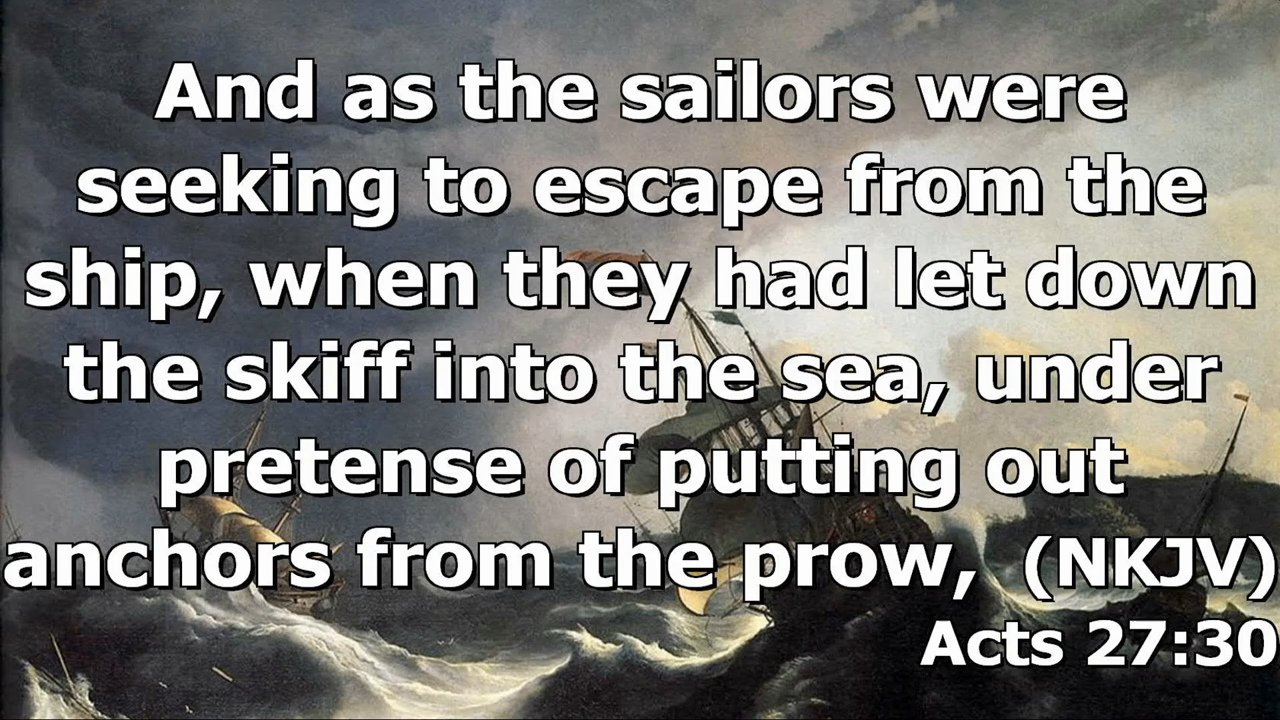 And as the sailors were
seeking to escape from the
ship, when they had let down
the skiff into the sea, under
pretense of putting out
anchors from the prow, (NKJV)
Acts 27:30